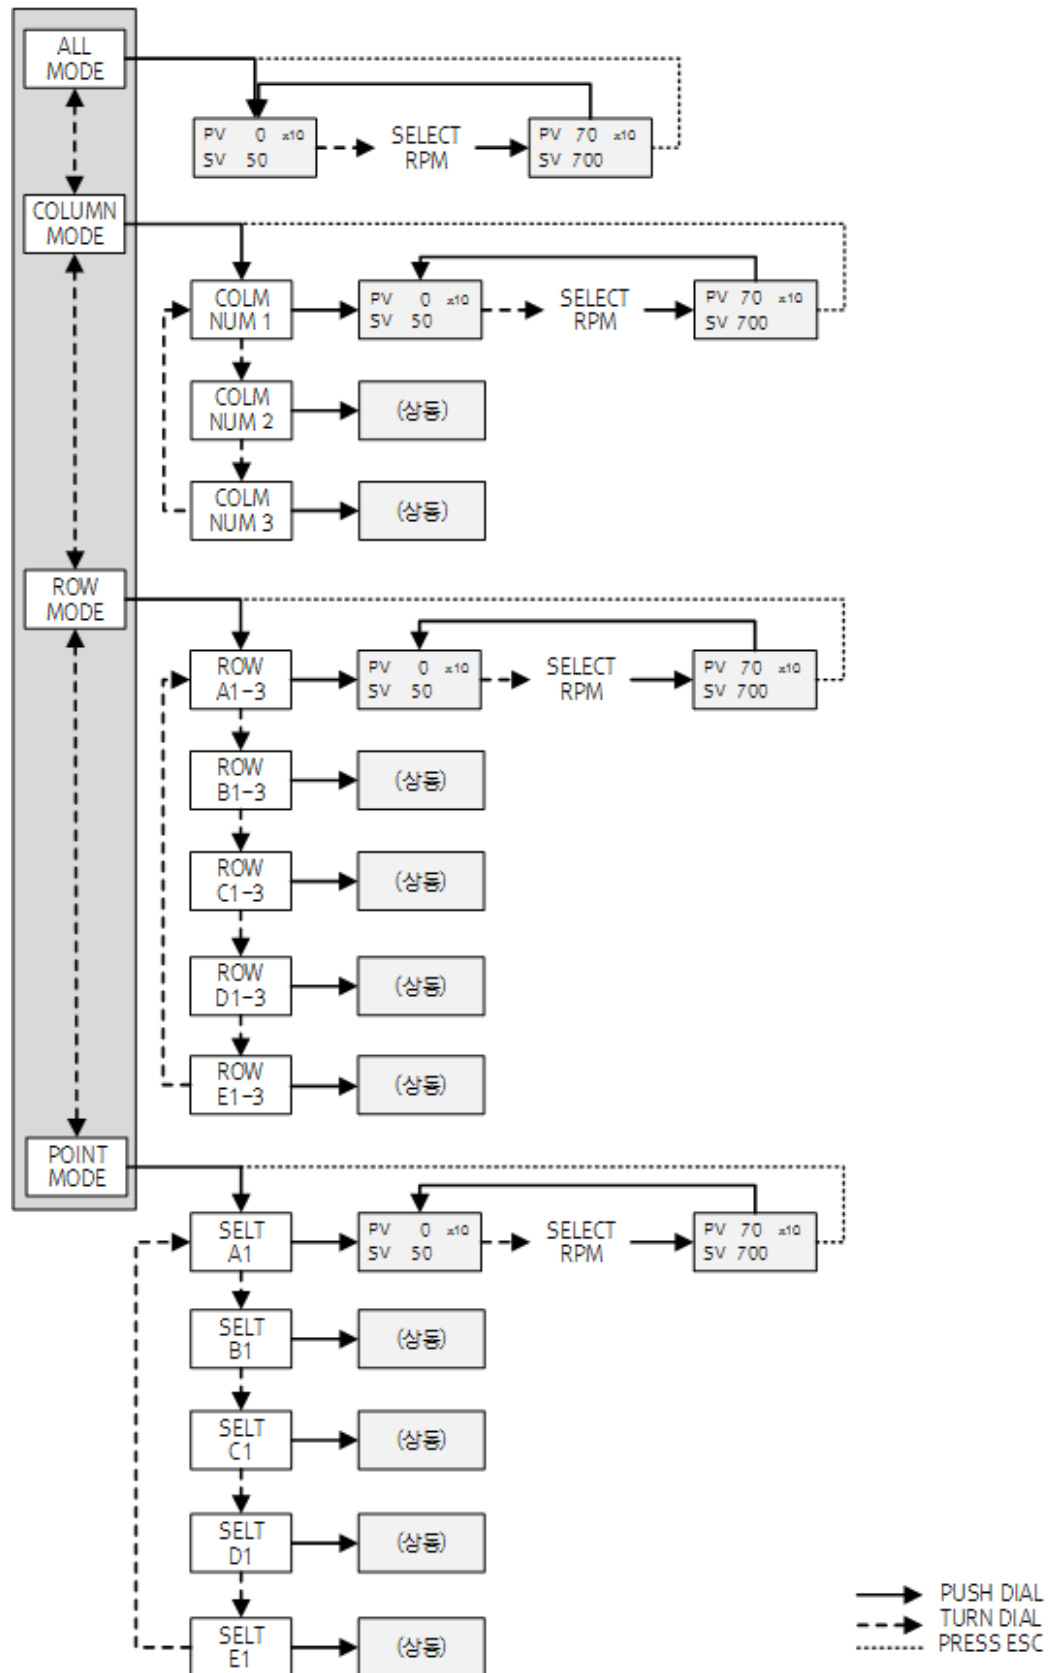 ALL
MODE
PV 0 x10
SV 50
SELECT
RPM
PV 70 x10
SV 700
COLUMN
MODE
COLM
NUM 1
PV 0 x10
SV 50
SELECT
RPM
PV 70 x10
SV 700
COLM
NUM 2
(상동)
COLM
NUM 3
(상동)
ROW
MODE
ROW
A1-3
PV 0 x10
SV 50
SELECT
RPM
PV 70 x10
SV 700
ROW
B1-3
(상동)
ROW
C1-3
(상동)
ROW
D1-3
(상동)
ROW
E1-3
(상동)
POINT
MODE
SELT
A1
PV 0 x10
SV 50
SELECT
RPM
PV 70 x10
SV 700
SELT
B1
(상동)
SELT
C1
(상동)
SELT
D1
(상동)
SELT
E1
(상동)
PUSH DIAL
TURN DIAL
PRESS ESC